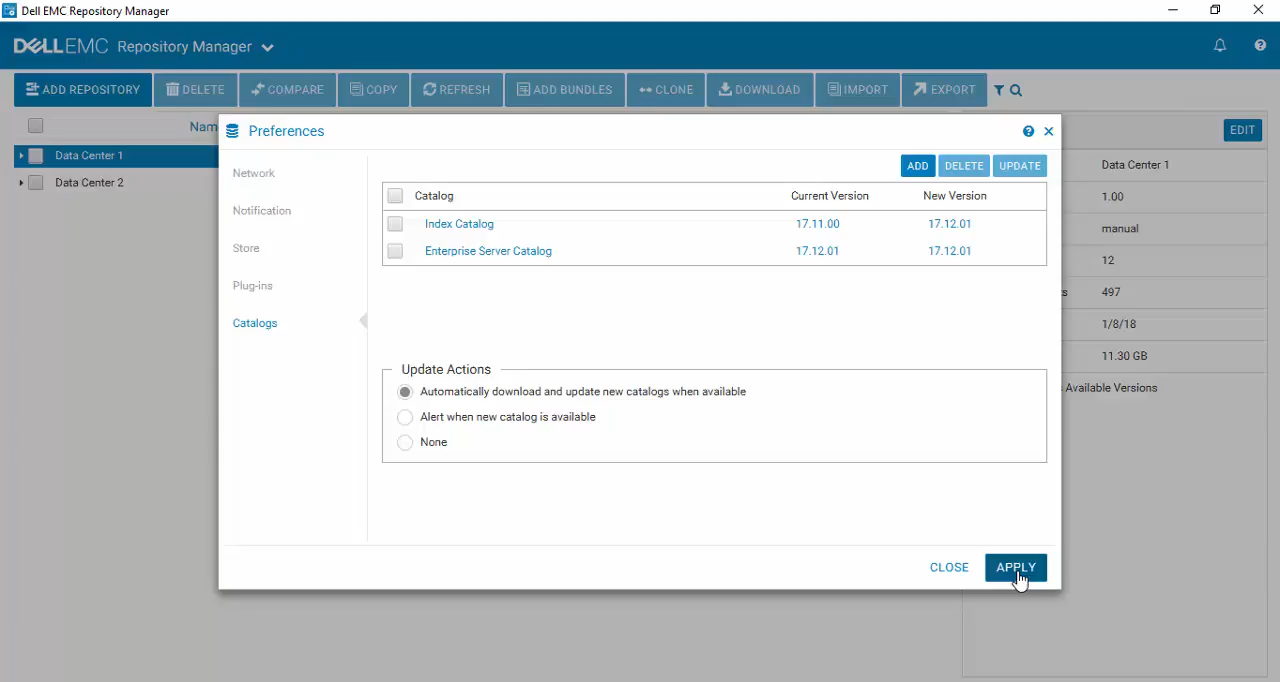 Dell EMC Repository Manager
DELLEMC Repository Manager
ADD REPOSITORY DELETE COMPARE COPY REFRESH ADD BUNDLES CLONE DOWNLOAD IMPORT EXPORT
Nam
EDIT
Data Center 1
Data Center 2
Preferences
Network
Notification
Store
Plug-ins
Catalogs
ADD DELETE UPDATE
Catalog Current Version New Version
Index Catalog 17.11.00 17.12.01
Enterprise Server Catalog 17.12.01 17.12.01
Update Actions
Automatically download and update new catalogs when available
Alert when new catalog is available
None
CLOSE APPLY
Data Center 1
1.00
manual
12
s 497
1/8/18
11.30 GB
Available Versions